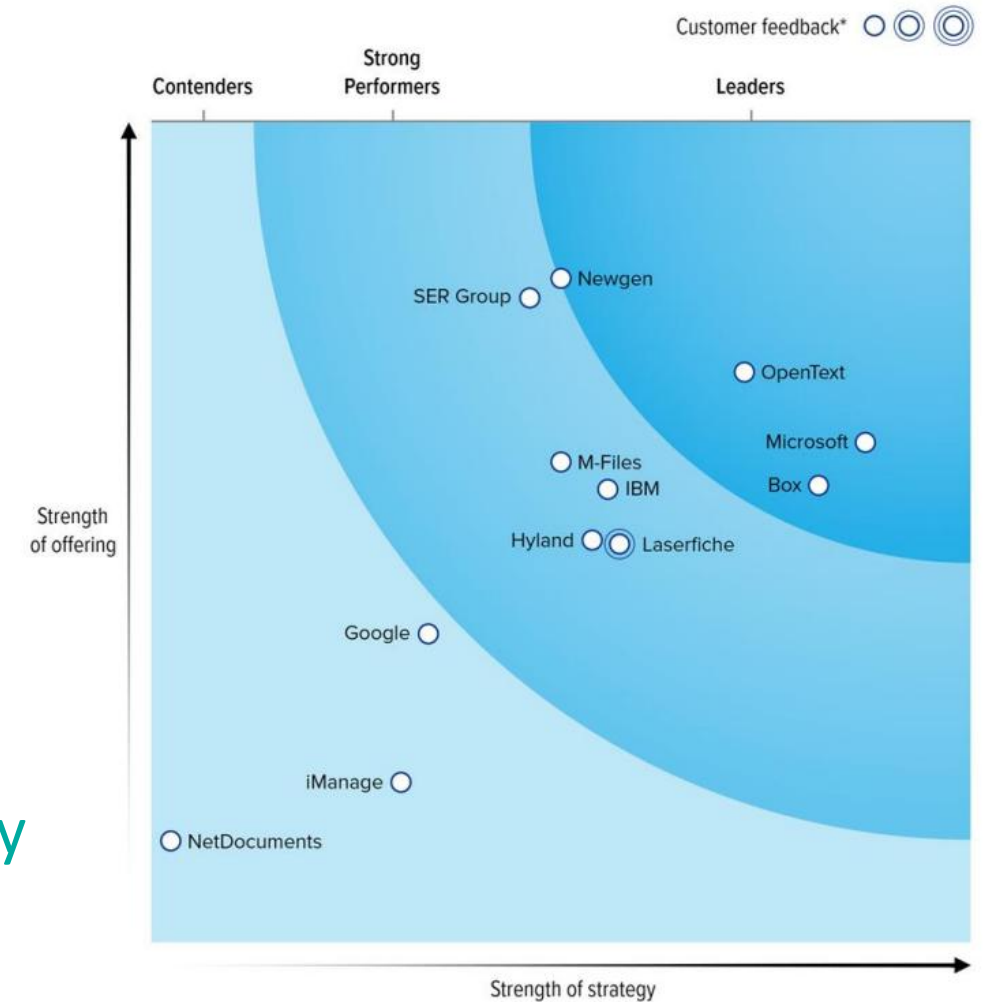 Customer feedback*
Contenders
Strong
Performers
Leaders
Newgen
SER Group
OpenText
Microsoft
M-Files
Box
IBM
Strength
of offering
Hyland
Laserfiche
Google
iManage
y
NetDocuments
Strength of strategy